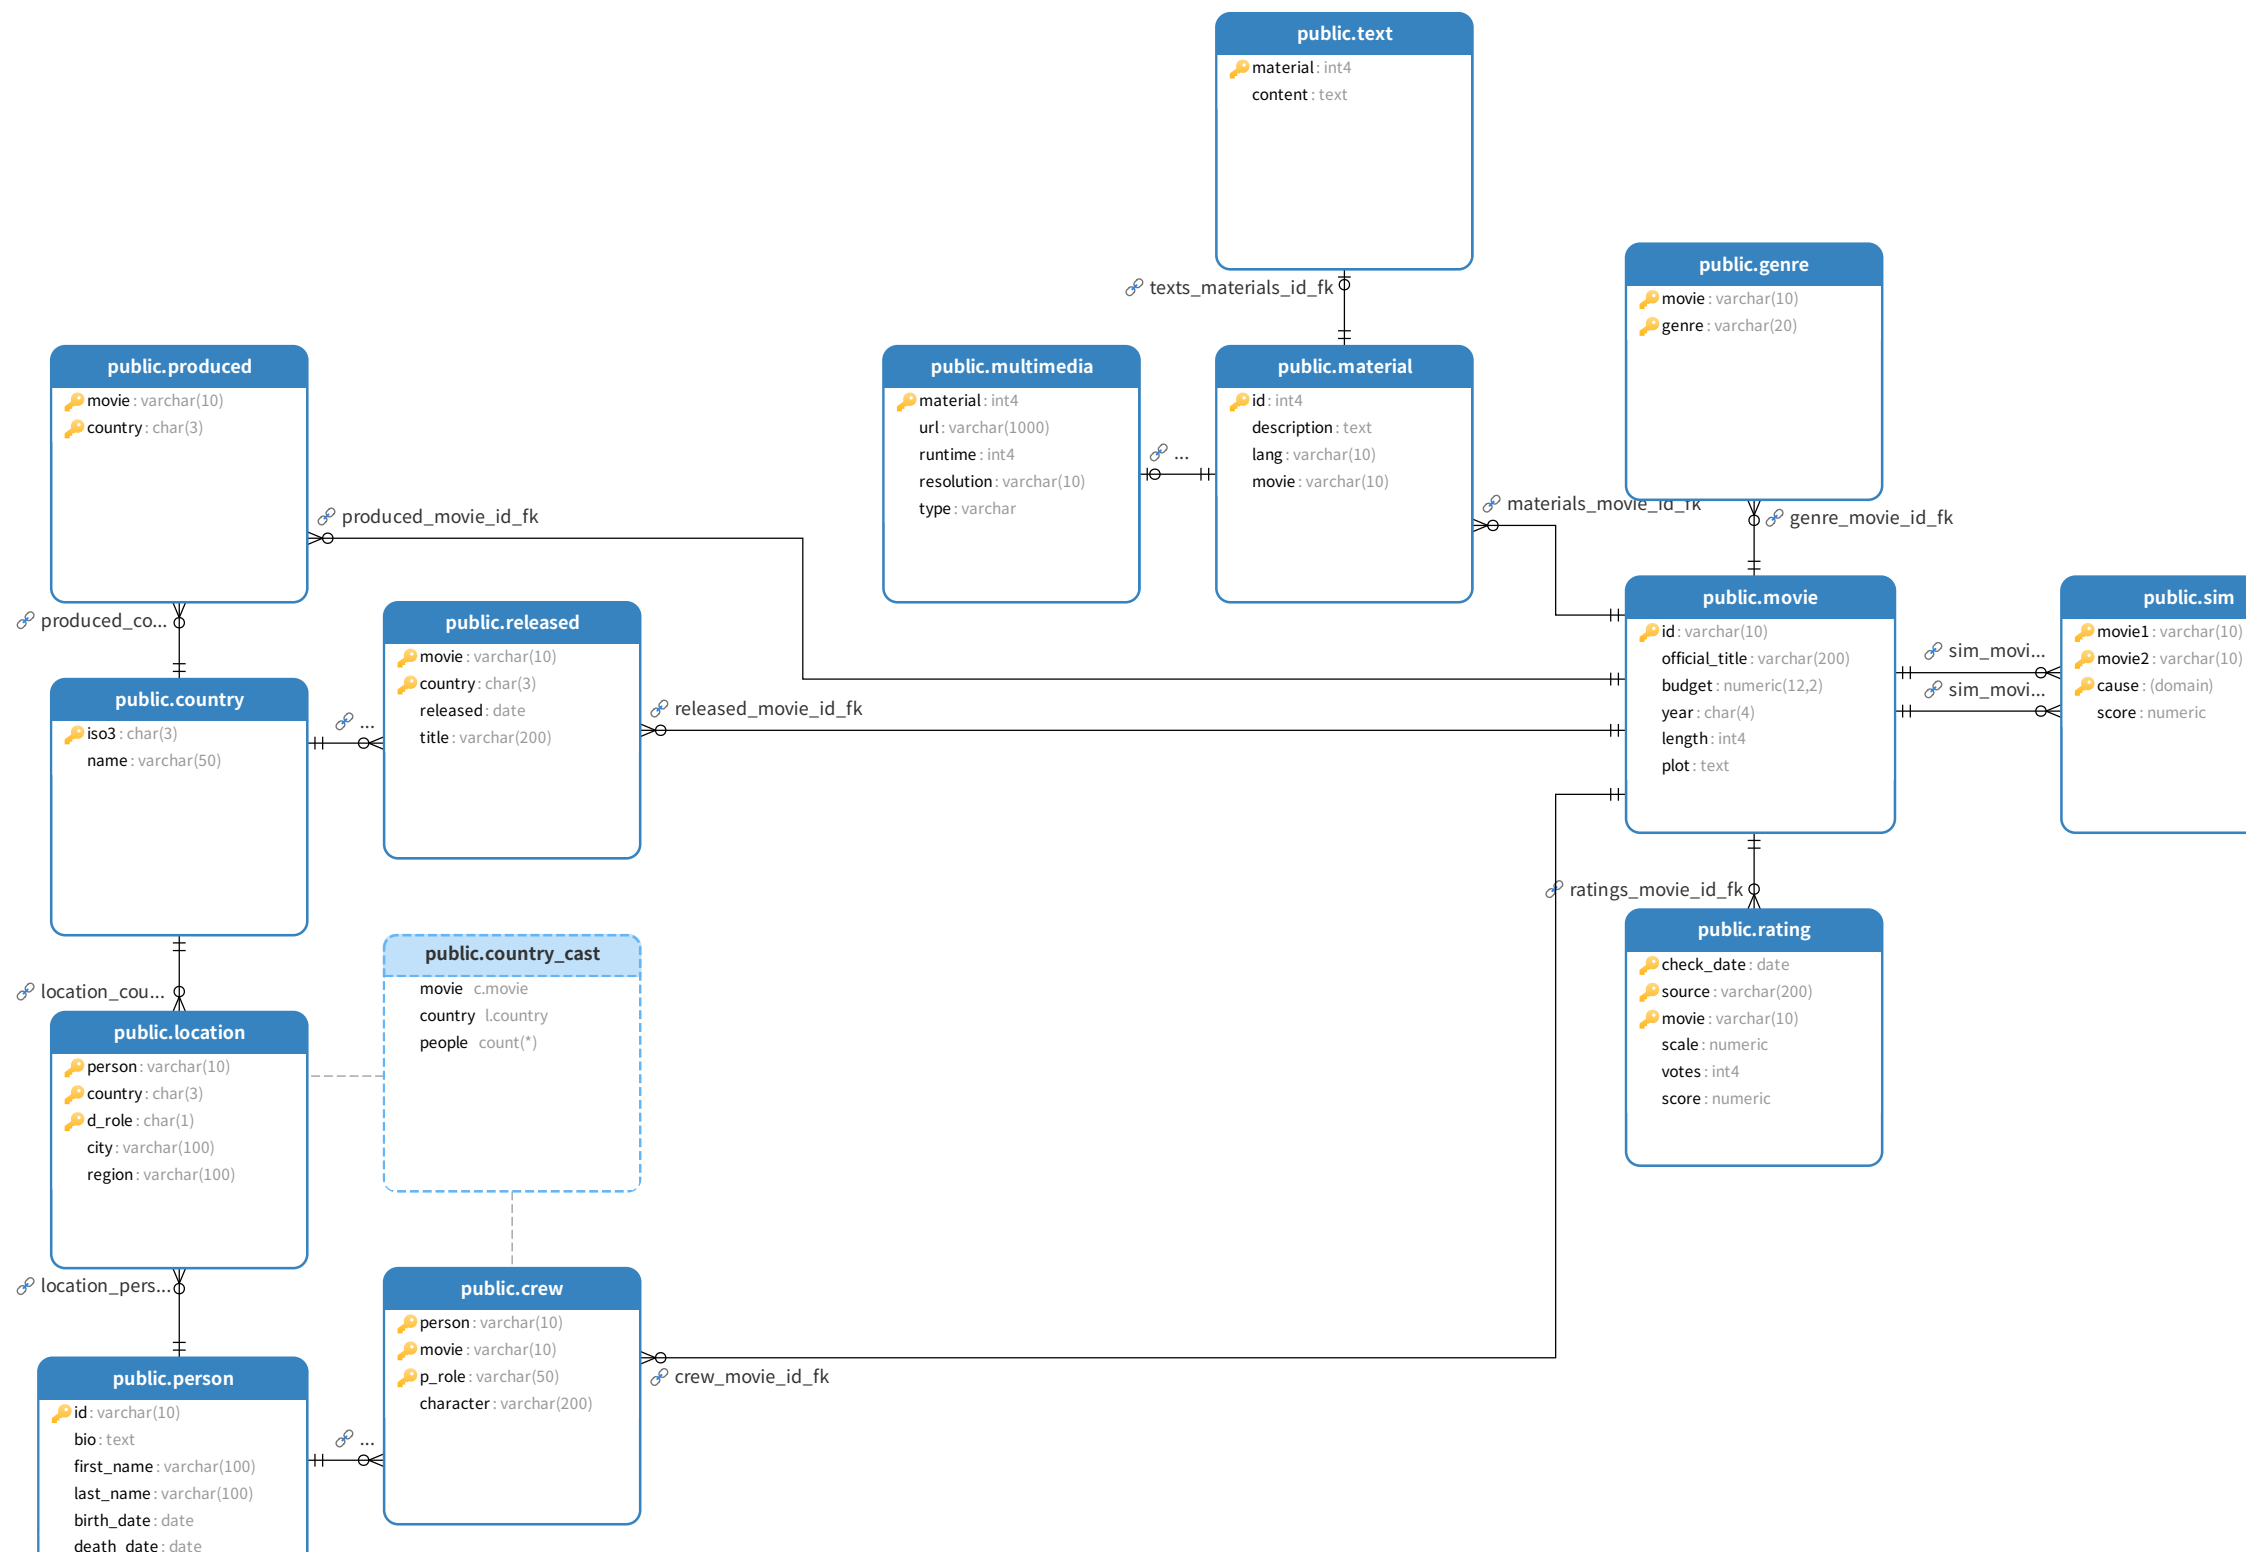 public.text
material : int4
content : text
texts_materials_id_fk
public.genre
movie : varchar(10)
genre : varchar(20)
genre_movie_id_fk
public.produced
movie : varchar(10)
country : char(3)
produced_movie_id_fk
produced_co...
public.multimedia
material : int4
url : varchar(1000)
runtime : int4
resolution : varchar(10)
type : varchar
...
public.material
id : int4
description : text
lang : varchar(10)
movie : varchar(10)
materials_movie_id_fk
public.released
movie : varchar(10)
country : char(3)
released : date
title : varchar(200)
released_movie_id_fk
public.movie
id : varchar(10)
official_title : varchar(200)
budget : numeric(12,2)
year : char(4)
length : int4
plot : text
sim_movi...
sim_movi...
public.sim
movie1 : varchar(10)
movie2 : varchar(10)
cause : (domain)
score : numeric
public.country
iso3 : char(3)
name : varchar(50)
...
location_cou...
ratings_movie_id_fk
public.rating
check_date : date
source : varchar(200)
movie : varchar(10)
scale : numeric
votes : int4
score : numeric
public.country_cast
movie c.movie
country l.country
people count(*)
public.location
person : varchar(10)
country : char(3)
d_role : char(1)
city : varchar(100)
region : varchar(100)
location_pers...
public.crew
person : varchar(10)
movie : varchar(10)
p_role : varchar(50)
character : varchar(200)
crew_movie_id_fk
public.person
id : varchar(10)
bio : text
first_name : varchar(100)
last_name : varchar(100)
birth_date : date
death_date : date
...